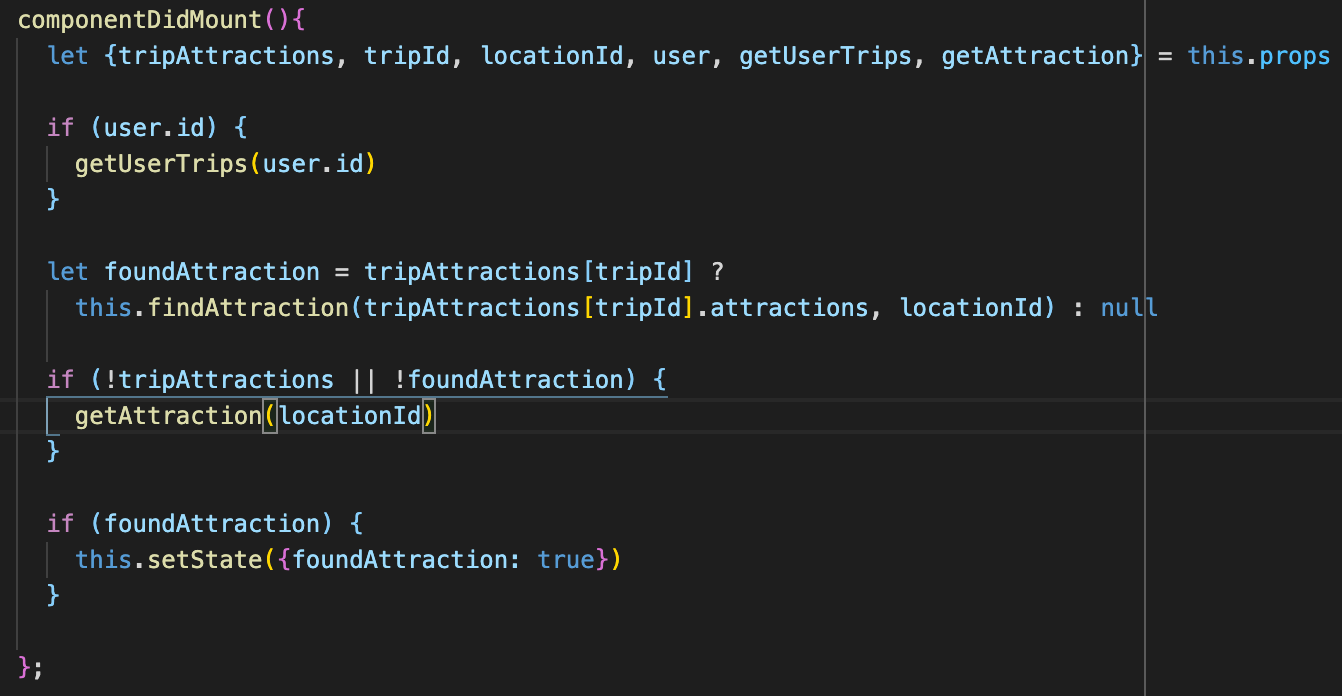 componentDidMount(){
let {tripAttractions, tripId, locationId, user, getUserTrips, getAttraction} = this.props
if (user.id) {
getUserTrips(user.id)
}
let foundAttraction = tripAttractions[tripId] ?
this.findAttraction(tripAttractions[tripId].attractions, locationId) : null
if (!tripAttractions || !foundAttraction) {
getAttraction(locationId)
}
if (foundAttraction) {
this.setState({foundAttraction: true})
}
};